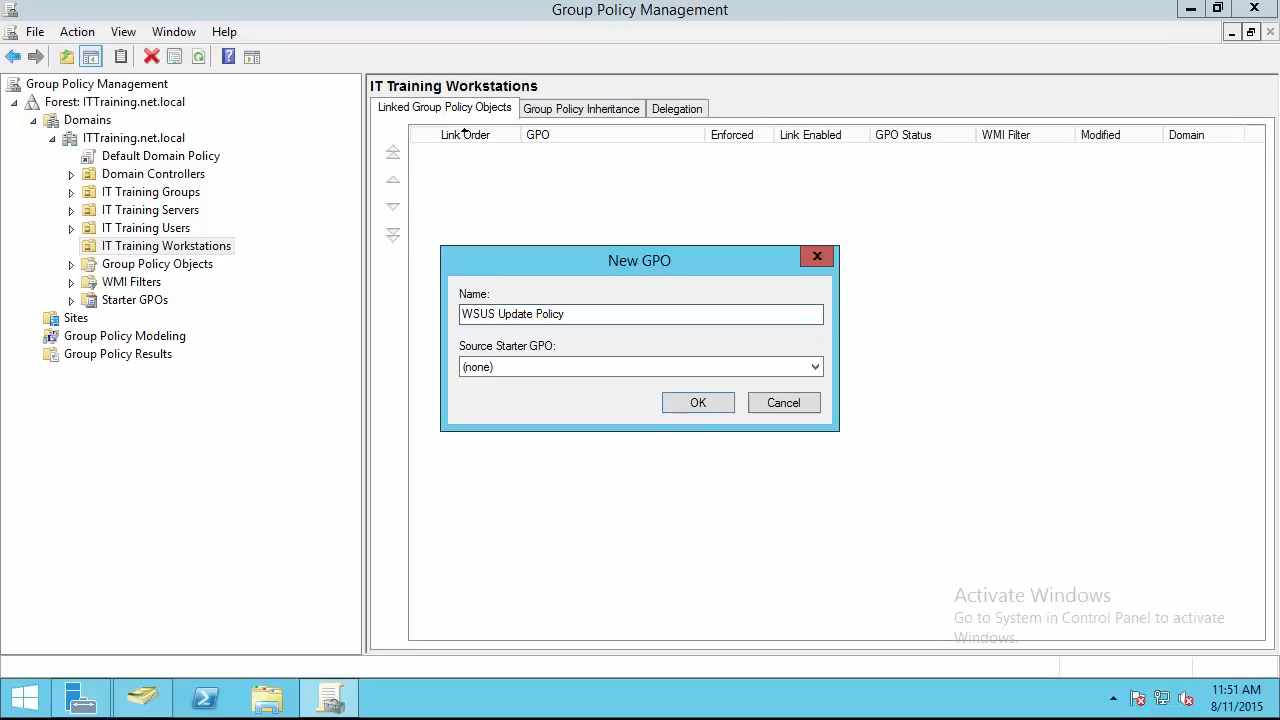 Group Policy Management
File Action View Window Help
Group Policy Management
Forest: ITTraining.net.local
Domains
ITTraining.net.local
Default Domain Policy
Domain Controllers
IT Training Groups
IT Training Servers
IT Training Users
IT Training Workstations
Group Policy Objects
WMI Filters
Starter GPOs
Sites
Group Policy Modeling
Group Policy Results
IT Training Workstations
Linked Group Policy Objects Group Policy Inheritance Delegation
Link Order GPO Enforced Link Enabled GPO Status WMI Filter Modified Domain
New GPO
Name:
WSUS Update Policy
Source Starter GPO:
(none)
OK Cancel
Activate Windows
Go to System in Control Panel to activate
Windows.
11:51 AM
8/11/2015